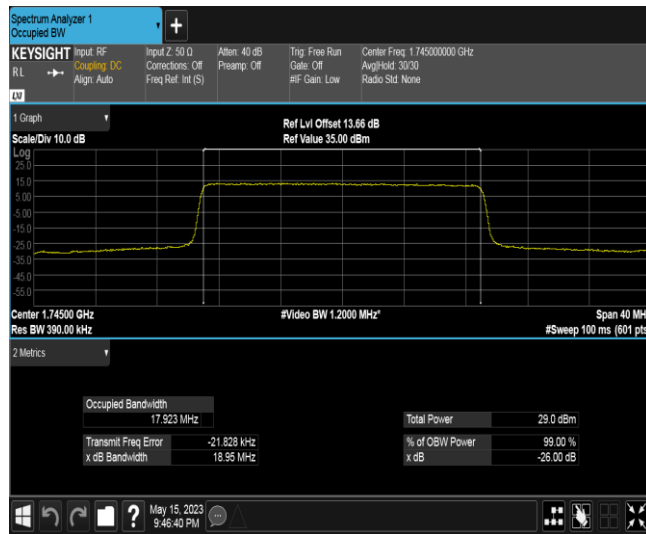 Spectrum Analyzer 1
Occupied BW
+
KEYSIGHT
RL
LXI
Input: RF
Coupling: DC
Align: Auto
Input Z: 50 Ω
Corrections: Off
Freq Ref: Int (S)
Atten: 40 dB
Preamp: Off
Trig: Free Run
Gate: Off
#IF Gain: Low
Center Freq: 1.745000000 GHz
Avg|Hold: 30/30
Radio Std: None
1 Graph
Scale/Div 10.0 dB
Ref Lvl Offset 13.66 dB
Ref Value 35.00 dBm
Log
25.0
15.0
5.00
-5.00
-15.0
-25.0
-35.0
-45.0
-55.0
Center 1.74500 GHz
#Video BW 1.2000 MHz*
Span 40 MH
Res BW 390.00 kHz
#Sweep 100 ms (601 pts
2 Metrics
Occupied Bandwidth
17.923 MHz
Total Power 29.0 dBm
Transmit Freq Error -21.828 kHz
% of OBW Power 99.00 %
x dB Bandwidth 18.95 MHz
x dB -26.00 dB
?
May 15, 2023
9:46:40 PM